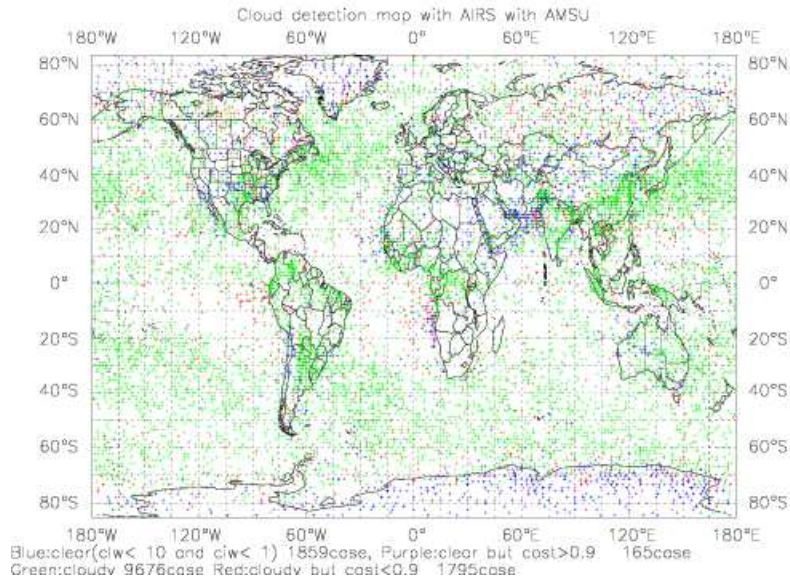 Cloud detection map with AIRS with AMSU
180°W 120°W 60°W 0° 60°E 120°E 180°E
80°N 80°N
60°N 60°N
40°N 40°N
20°N 20°N
0° 0°
20°S 20°S
40°S 40°S
60°S 60°S
80°S 80°S
180°W 120°W 60°W 0° 60°E 120°E 180°E
Blue:clear(clw< 10 and ciw< 1) 1859case, Purple:clear but cost>0.9 165case
Green:cloudy 9676case Red:cloudy but cost<0.9 1795case